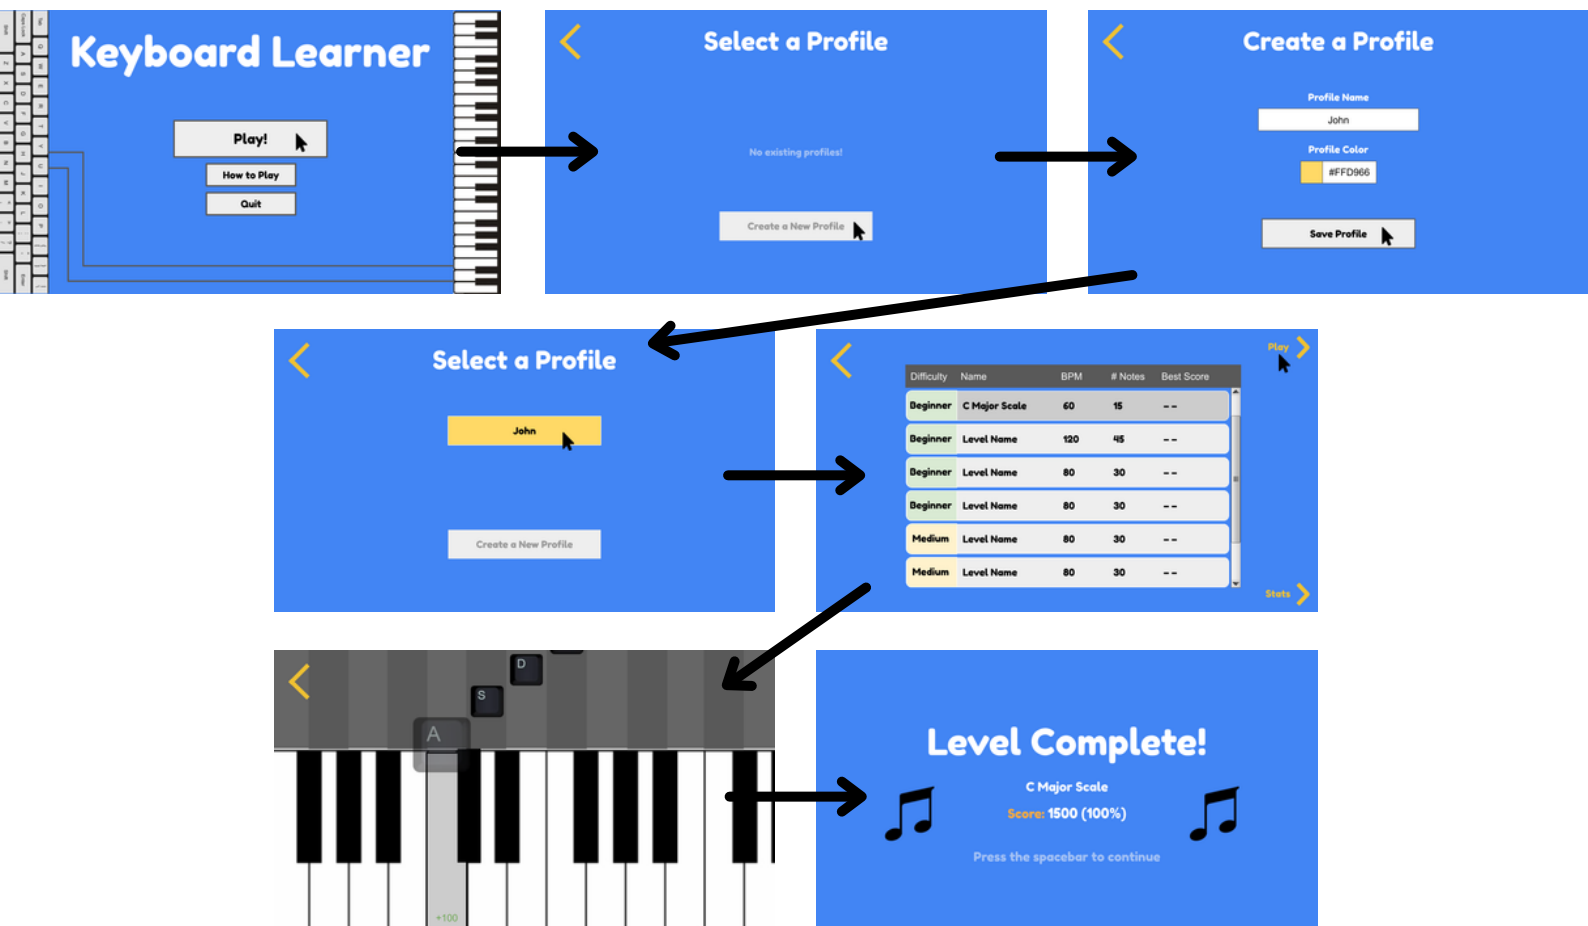 Keyboard Learner
Play!
How to Play
Quit
Select a Profile
No existing profiles!
Create a New Profile
Create a Profile
Profile Name
John
Profile Color
#FFD966
Save Profile
Select a Profile
John
Create a New Profile
Play
Difficulty Name BPM # Notes Best Score
Beginner C Major Scale 60 15 --
Beginner Level Name 120 45 --
Beginner Level Name 80 30 --
Beginner Level Name 80 30 --
Medium Level Name 80 30 --
Medium Level Name 80 30 --
Stats
D
S
A
+100
Level Complete!
C Major Scale
Score: 1500 (100%)
Press the spacebar to continue